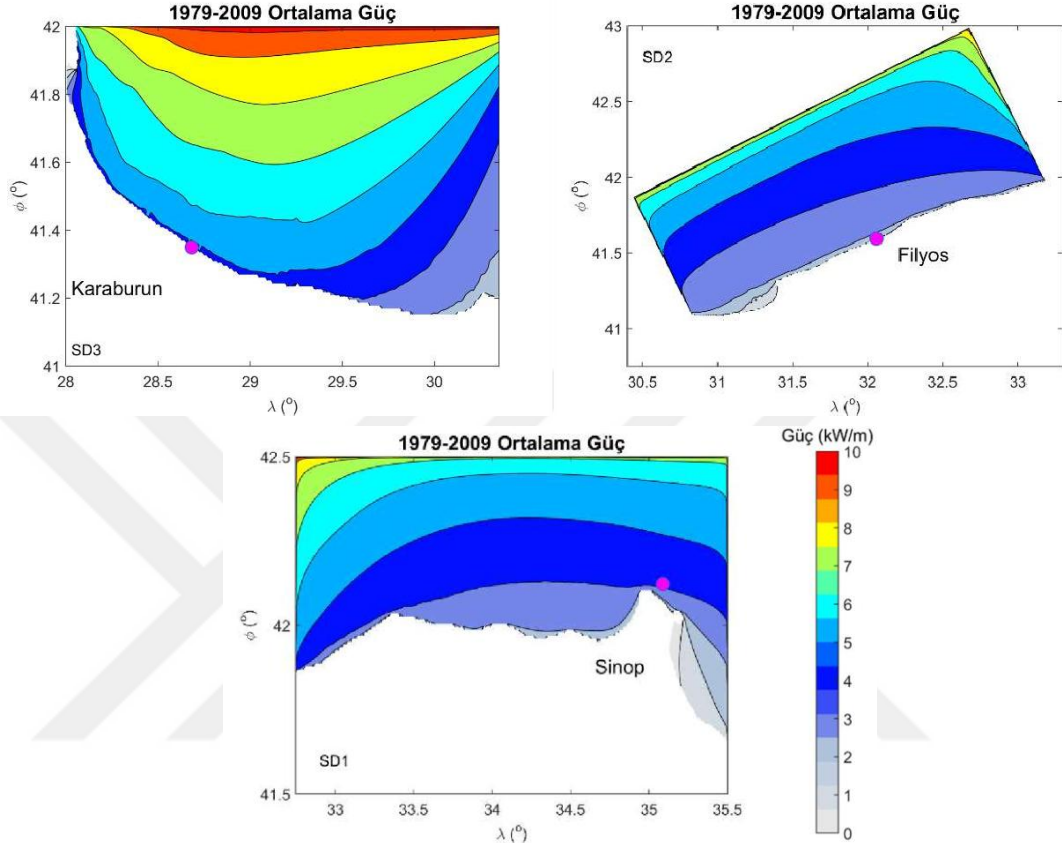 1979-2009 Ortalama Güç
42
41.8
41.6
41.4
41.2
41
ϕ (°)
Karaburun
SD3
28
28.5
29
29.5
30
λ (°)
1979-2009 Ortalama Güç
43
42.5
42
41.5
41
ϕ (°)
SD2
Filyos
30.5
31
31.5
32
32.5
33
λ (°)
1979-2009 Ortalama Güç
42.5
42
41.5
ϕ (°)
Sinop
SD1
33
33.5
34
34.5
35
35.5
λ (°)
Güç (kW/m)
10
9
8
7
6
5
4
3
2
1
0